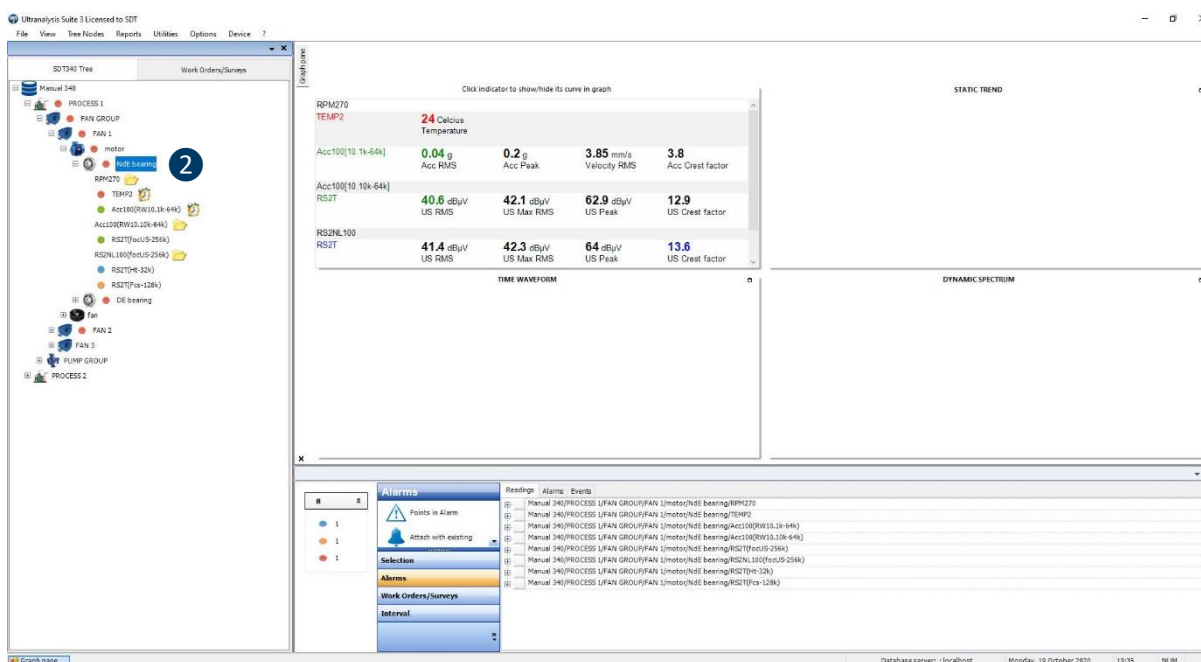 Ultranalysis Suite 3 Licensed to SDT
File View Tree Nodes Reports Utilities Options Device ?
SDT340 Tree Work Orders/Surveys
Manual 340
PROCESS 1
FAN GROUP
FAN 1
motor
NdE bearing
2
RPM270
TEMP2
Acc100(RW10.1k-64k)
Acc100(RW10.10k-64k)
RS2T(focUS-256k)
RS2NL100(focUS-256k)
RS2T(Ht-32k)
RS2T(Fcs-128k)
DE bearing
fan
FAN 2
FAN 3
PUMP GROUP
PROCESS 2
Graph pane
Click indicator to show/hide its curve in graph
RPM270
TEMP2 24 Celcius
Temperature
Acc100[10.1k-64k] 0.04 g 0.2 g 3.85 mm/s 3.8
Acc RMS Acc Peak Velocity RMS Acc Crest factor
Acc100[10.10k-64k]
RS2T 40.6 dBµV 42.1 dBµV 62.9 dBµV 12.9
US RMS US Max RMS US Peak US Crest factor
RS2NL100
RS2T 41.4 dBµV 42.3 dBµV 64 dBµV 13.6
US RMS US Max RMS US Peak US Crest factor
STATIC TREND
TIME WAVEFORM
DYNAMIC SPECTRUM
8
1
1
1
Alarms
Points in Alarm
Attach with existing
Selection
Alarms
Work Orders/Surveys
Interval
Readings Alarms Events
Manual 340/PROCESS 1/FAN GROUP/FAN 1/motor/NdE bearing/RPM270
Manual 340/PROCESS 1/FAN GROUP/FAN 1/motor/NdE bearing/TEMP2
Manual 340/PROCESS 1/FAN GROUP/FAN 1/motor/NdE bearing/Acc100(RW10.1k-64k)
Manual 340/PROCESS 1/FAN GROUP/FAN 1/motor/NdE bearing/Acc100(RW10.10k-64k)
Manual 340/PROCESS 1/FAN GROUP/FAN 1/motor/NdE bearing/RS2T(focUS-256k)
Manual 340/PROCESS 1/FAN GROUP/FAN 1/motor/NdE bearing/RS2NL100(focUS-256k)
Manual 340/PROCESS 1/FAN GROUP/FAN 1/motor/NdE bearing/RS2T(Ht-32k)
Manual 340/PROCESS 1/FAN GROUP/FAN 1/motor/NdE bearing/RS2T(Fcs-128k)
Graph pane
Database server: : localhost Monday, 19 October 2020 13:35 NUM